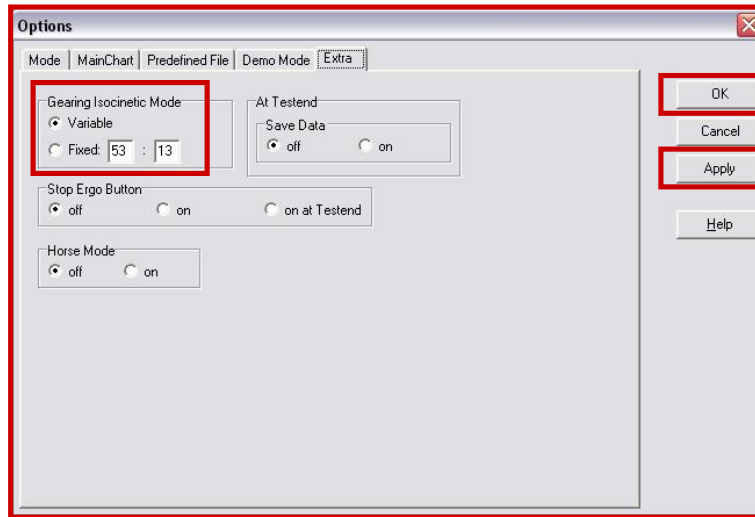 Options
Mode
MainChart
Predefined File
Demo Mode
Extra
Gearing Isocinetic Mode
Variable
Fixed: 53 : 13
At Testend
Save Data
off on
Stop Ergo Button
off on on at Testend
Horse Mode
off on
OK
Cancel
Apply
Help